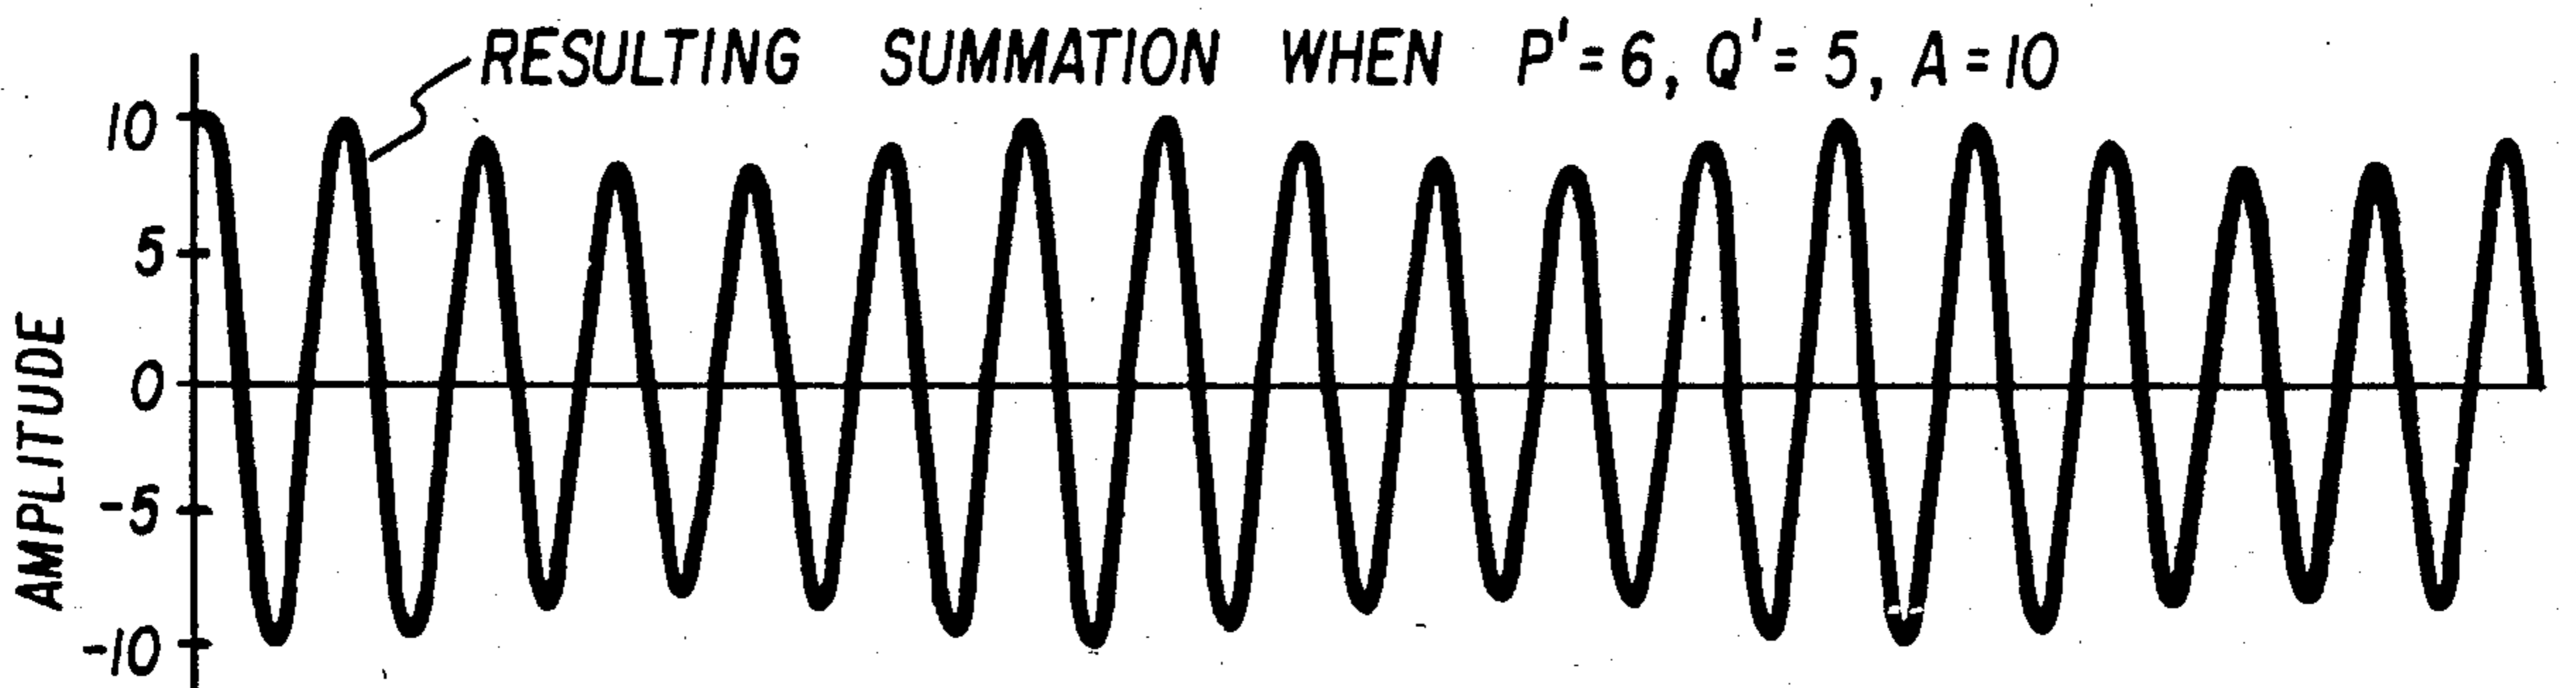 RESULTING SUMMATION WHEN P'=6, Q'=5, A=10
10
5
0
-5
-10
AMPLITUDE